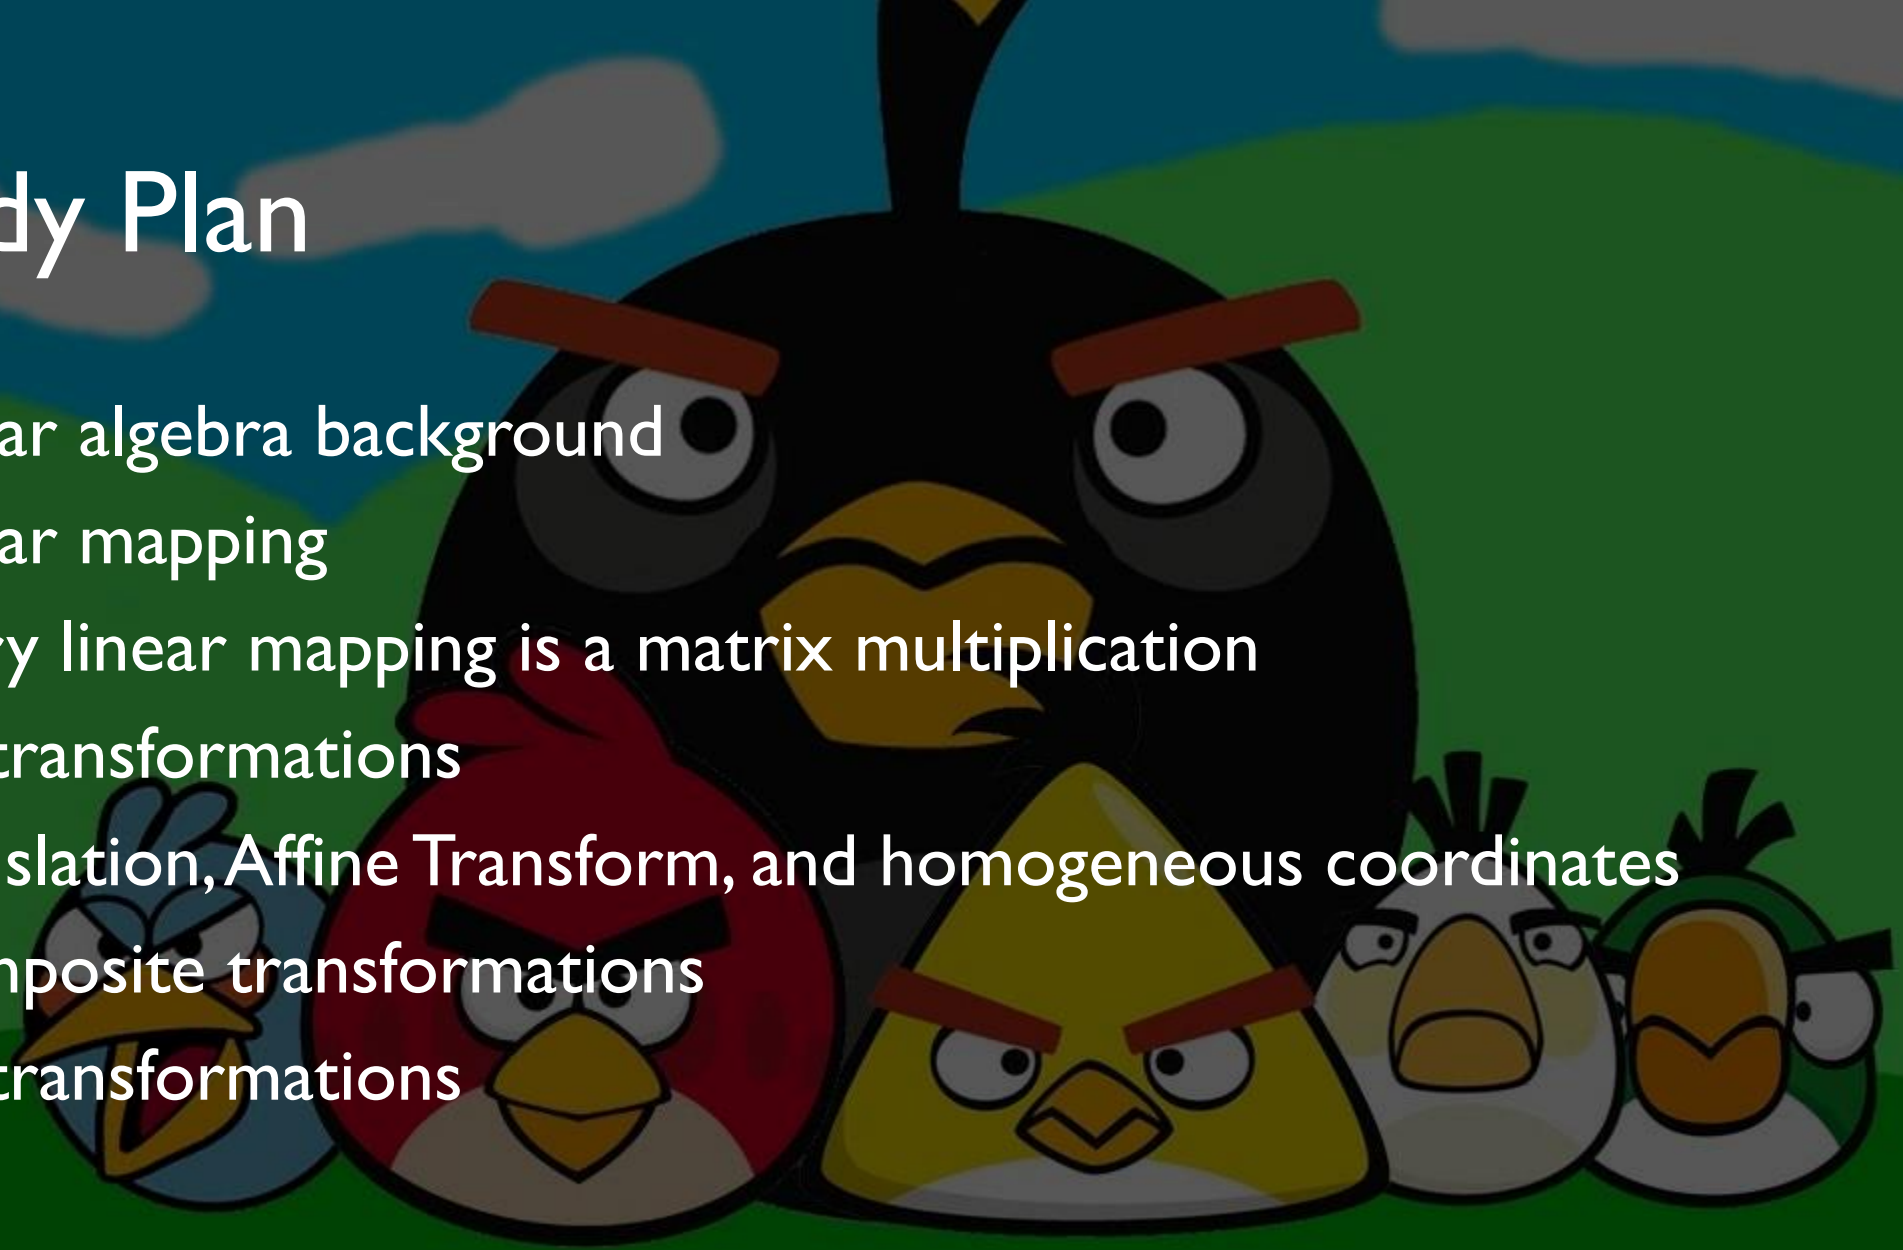 dy Plan
ar algebra background
ar mapping
ry linear mapping is a matrix multiplication
transformations
slation, Affine Transform, and homogeneous coordinates
nposite transformations
transformations